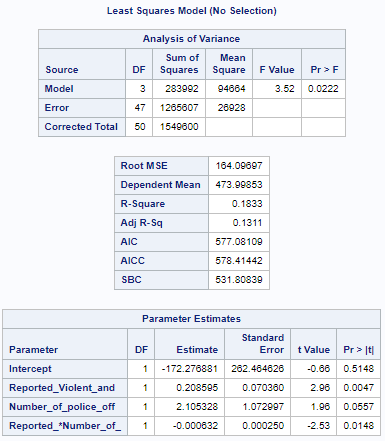 Least Squares Model (No Selection)
Analysis of Variance
Source DF Sum of Squares Mean Square F Value Pr > F
Model 3 283992 94664 3.52 0.0222
Error 47 1265607 26928
Corrected Total 50 1549600
Root MSE 164.09697
Dependent Mean 473.99853
R-Square 0.1833
Adj R-Sq 0.1311
AIC 577.08109
AICC 578.41442
SBC 531.80839
Parameter Estimates
Parameter DF Estimate Standard Error t Value Pr > |t|
Intercept 1 -172.276881 262.464626 -0.66 0.5148
Reported_Violent_and 1 0.208595 0.070360 2.96 0.0047
Number_of_police_off 1 2.105328 1.072997 1.96 0.0557
Reported_*Number_of_ 1 -0.000632 0.000250 -2.53 0.0148